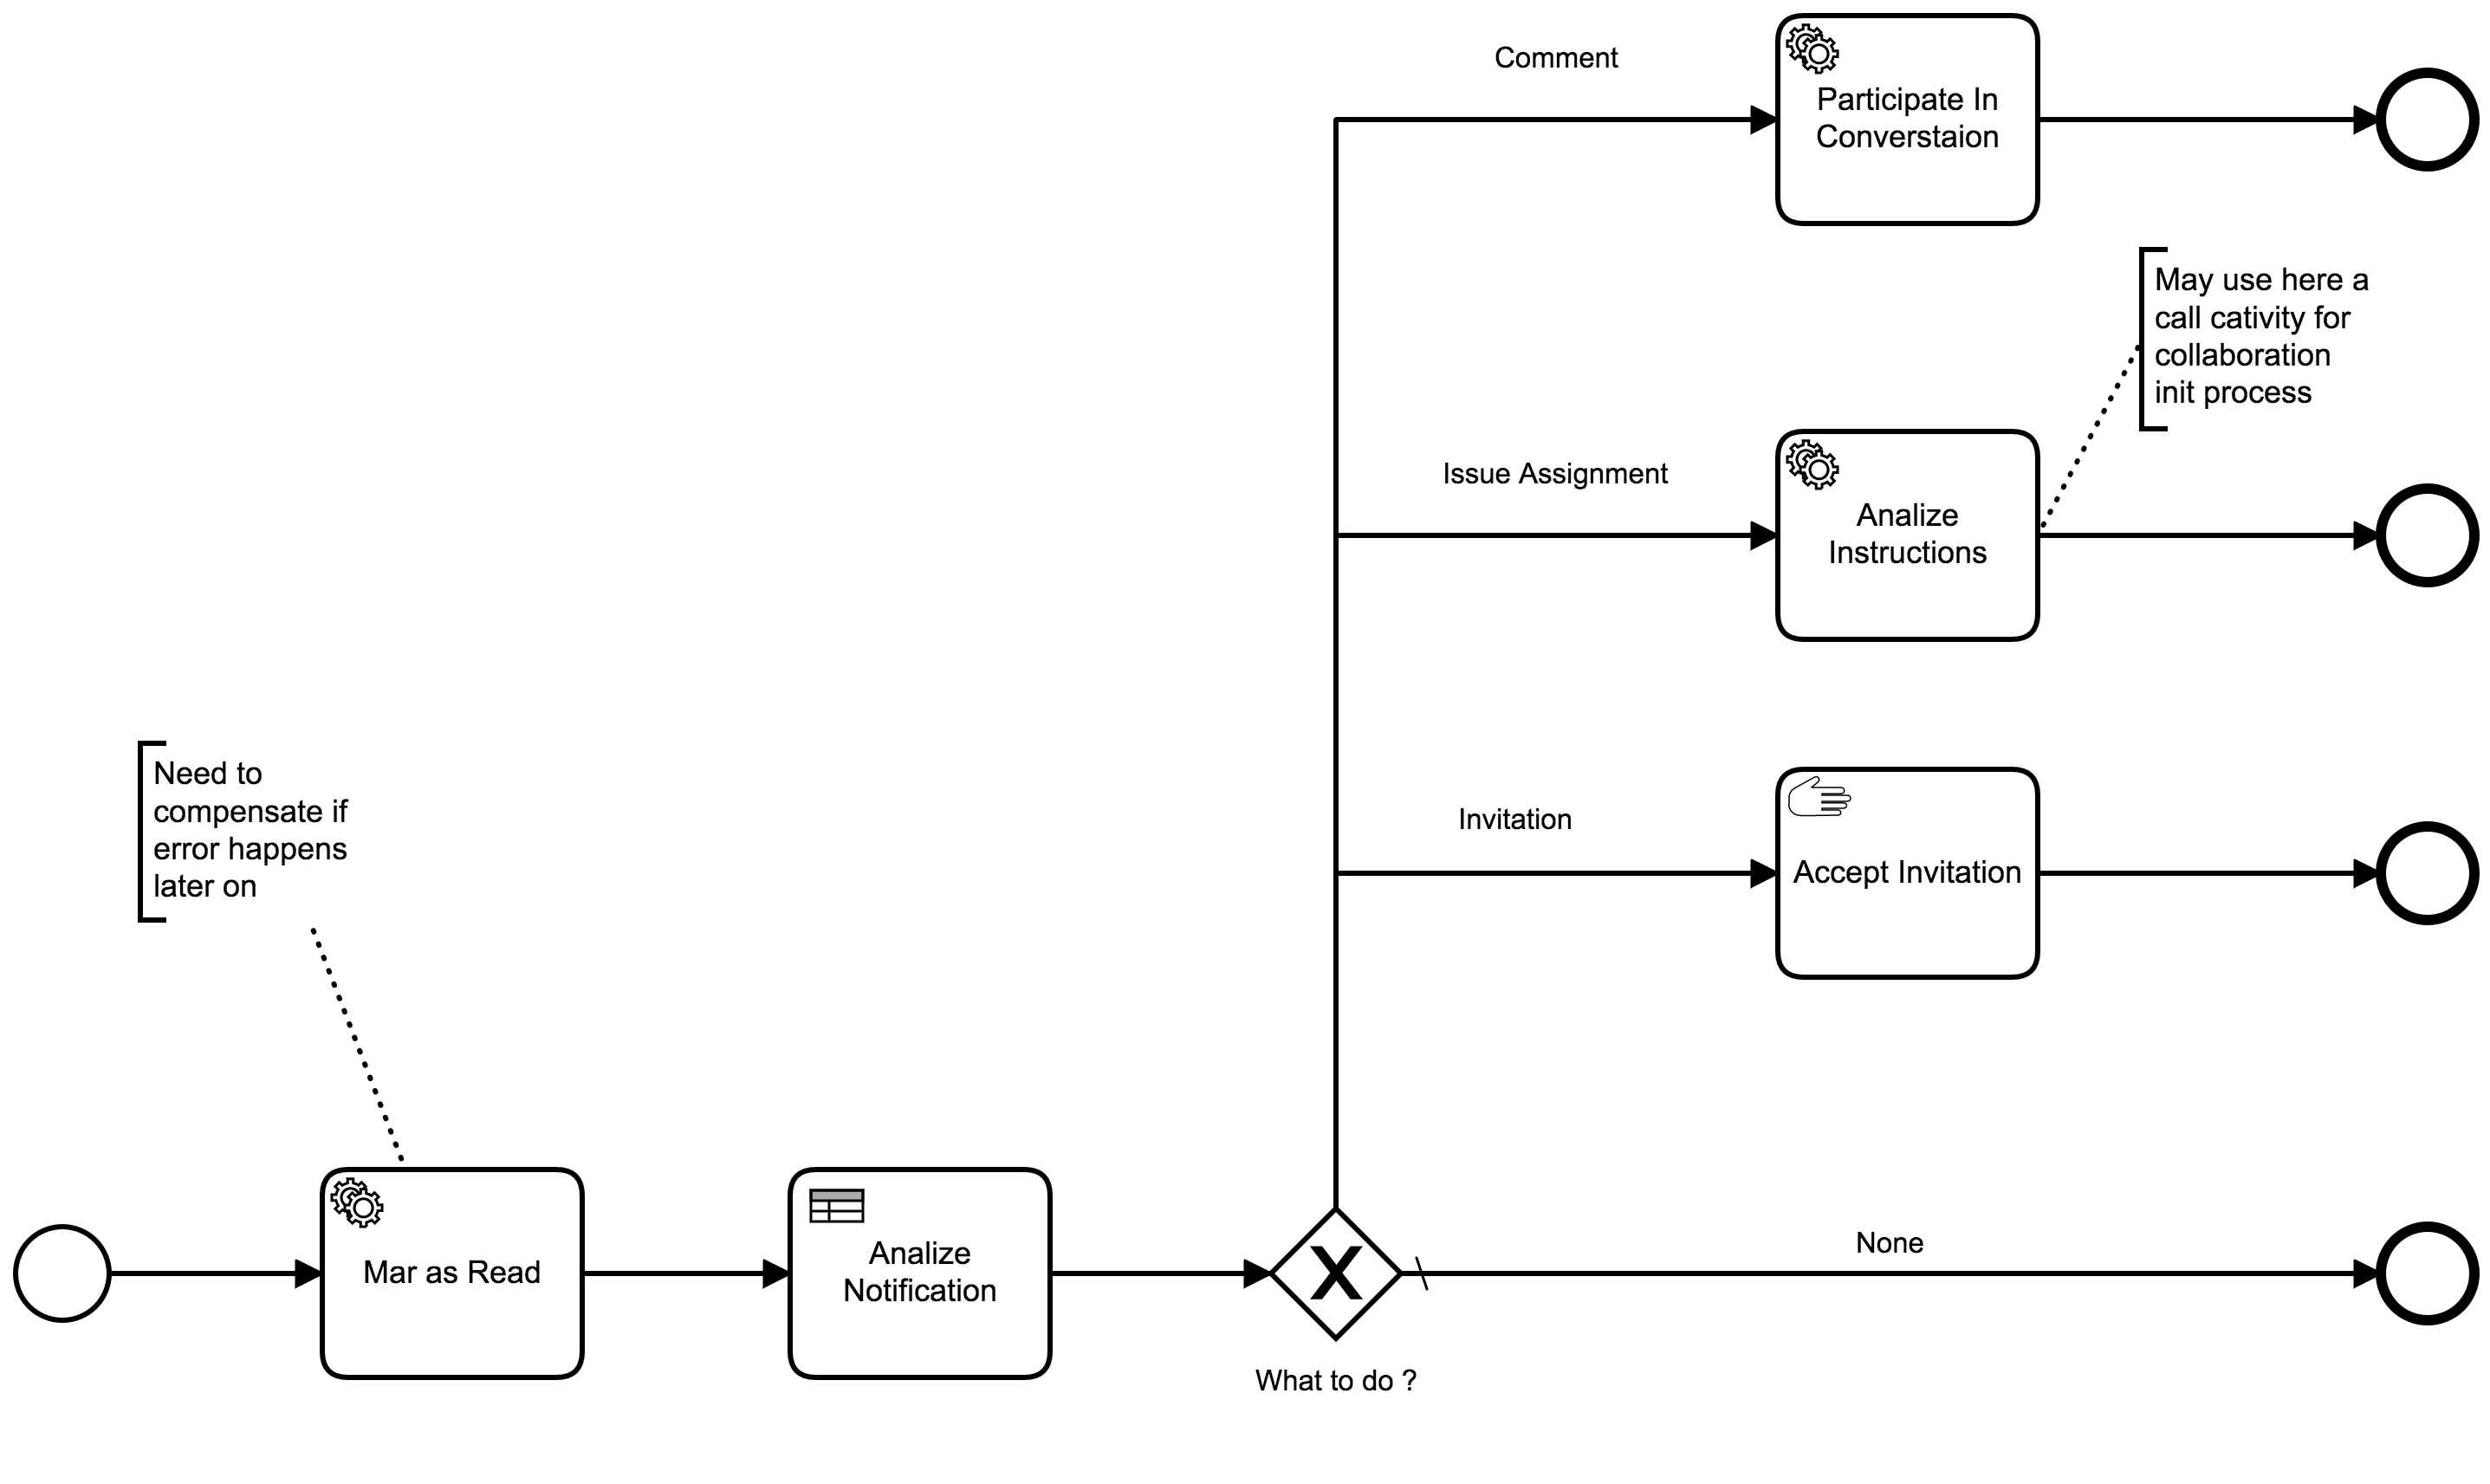 Comment
Participate In
Converstaion
May use here a
call cativity for
collaboration
init process
Issue Assignment
Analize
Instructions
Need to
compensate if
error happens
later on
Invitation
Accept Invitation
Mar as Read
Analize
Notification
X
None
What to do ?